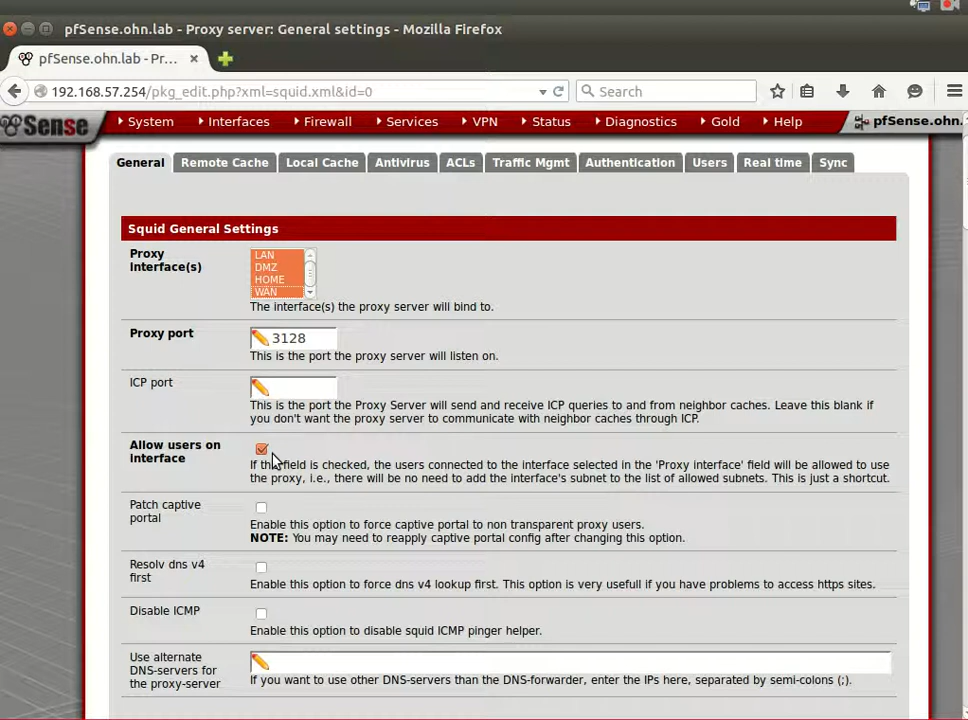 pfSense.ohn.lab - Proxy server: General settings - Mozilla Firefox
pfSense.ohn.lab - Pr... ×
192.168.57.254/pkg_edit.php?xml=squid.xml&id=0
Search
Sense
System Interfaces Firewall Services VPN Status Diagnostics Gold Help pfSense.ohn.
General Remote Cache Local Cache Antivirus ACLs Traffic Mgmt Authentication Users Real time Sync
Squid General Settings
Proxy
interface(s)
LAN
DMZ
HOME
WAN
The interface(s) the proxy server will bind to.
Proxy port
3128
This is the port the proxy server will listen on.
ICP port
This is the port the Proxy Server will send and receive ICP queries to and from neighbor caches. Leave this blank if
you don't want the proxy server to communicate with neighbor caches through ICP.
Allow users on
interface
If this field is checked, the users connected to the interface selected in the 'Proxy interface' field will be allowed to use
the proxy, i.e., there will be no need to add the interface's subnet to the list of allowed subnets. This is just a shortcut.
Patch captive
portal
Enable this option to force captive portal to non transparent proxy users.
NOTE: You may need to reapply captive portal config after changing this option.
Resolv dns v4
first
Enable this option to force dns v4 lookup first. This option is very usefull if you have problems to access https sites.
Disable ICMP
Enable this option to disable squid ICMP pinger helper.
Use alternate
DNS-servers for
the proxy-server
If you want to use other DNS-servers than the DNS-forwarder, enter the IPs here, separated by semi-colons (;).